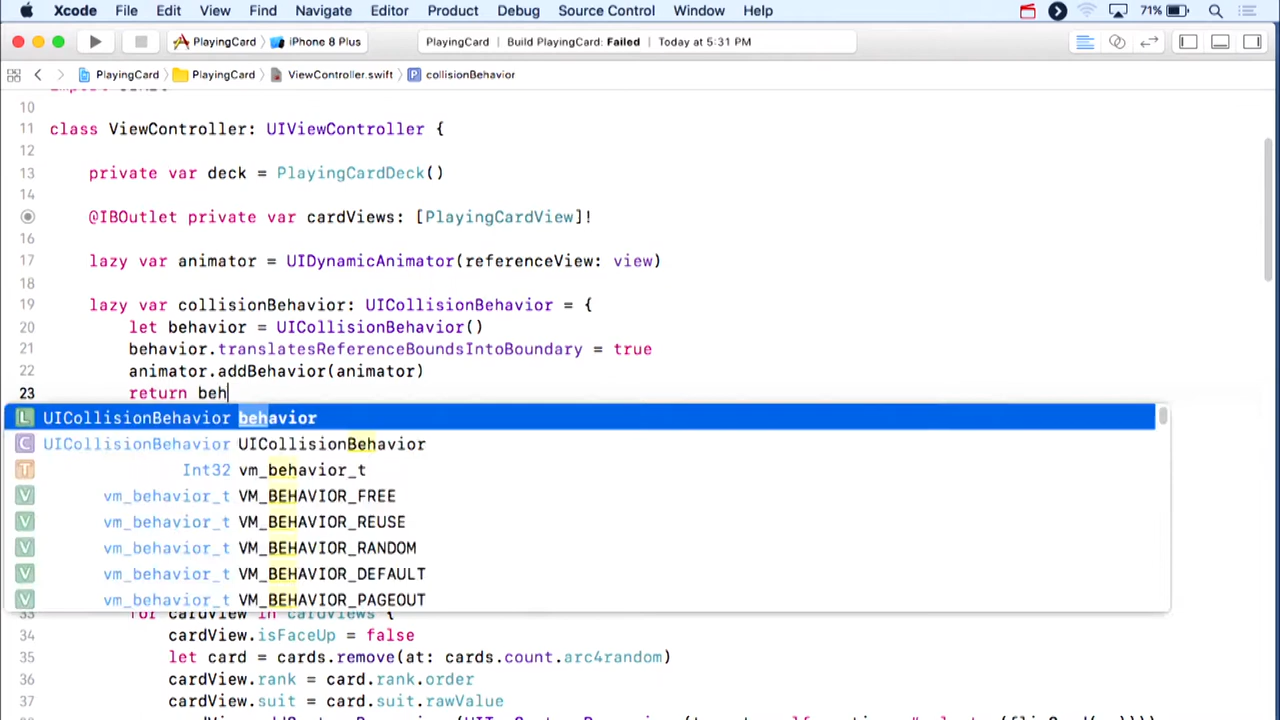 Xcode File Edit View Find Navigate Editor Product Debug Source Control Window Help 71%
PlayingCard iPhone 8 Plus PlayingCard Build PlayingCard: Failed Today at 5:31 PM
PlayingCard PlayingCard ViewController.swift collisionBehavior
10
11 class ViewController: UIViewController {
12
13 private var deck = PlayingCardDeck()
14
@IBOutlet private var cardViews: [PlayingCardView]!
16
17 lazy var animator = UIDynamicAnimator(referenceView: view)
18
19 lazy var collisionBehavior: UICollisionBehavior = {
20 let behavior = UICollisionBehavior()
21 behavior.translatesReferenceBoundsIntoBoundary = true
22 animator.addBehavior(animator)
23 return beh
L UICollisionBehavior behavior
C UICollisionBehavior UICollisionBehavior
T Int32 vm_behavior_t
V vm_behavior_t VM_BEHAVIOR_FREE
V vm_behavior_t VM_BEHAVIOR_REUSE
V vm_behavior_t VM_BEHAVIOR_RANDOM
V vm_behavior_t VM_BEHAVIOR_DEFAULT
V vm_behavior_t VM_BEHAVIOR_PAGEOUT
33 for cardView in cardViews {
34 cardView.isFaceUp = false
35 let card = cards.remove(at: cards.count.arc4random)
36 cardView.rank = card.rank.order
37 cardView.suit = card.suit.rawValue